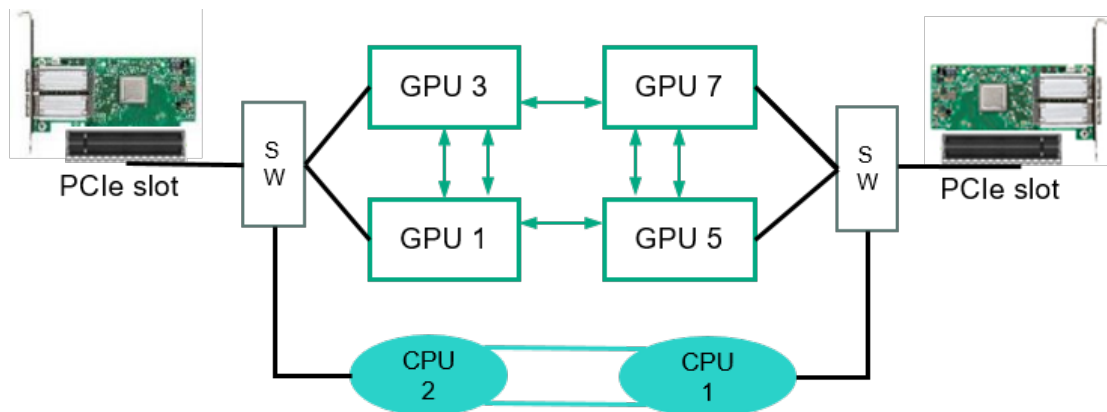 GPU 3
GPU 7
S
W
S
W
PCIe slot
PCIe slot
GPU 1
GPU 5
CPU
2
CPU
1